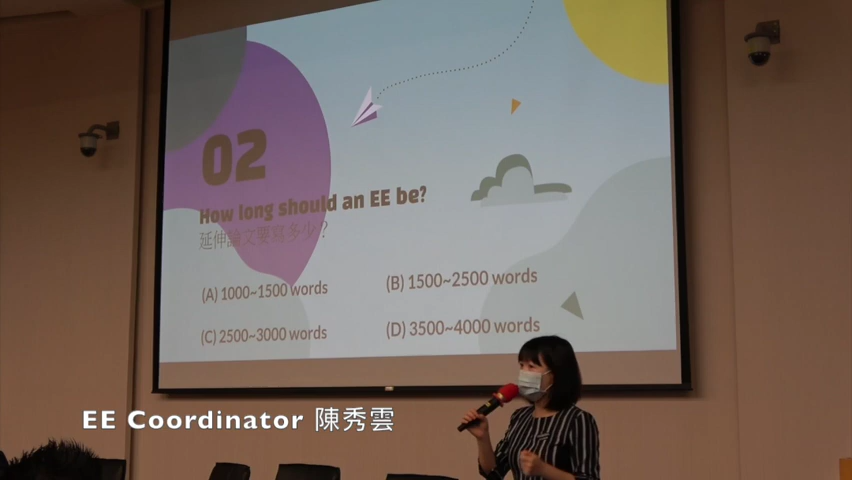 02
How long should an EE be?
延伸論文要寫多少？
(A) 1000~1500 words
(B) 1500~2500 words
(C) 2500~3000 words
(D) 3500~4000 words
EE Coordinator 陳秀雲